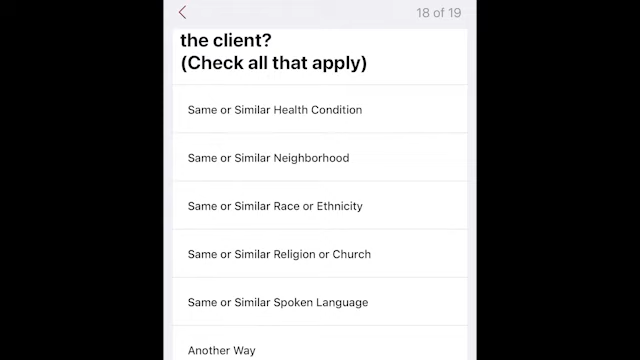 18 of 19
the client?
(Check all that apply)
Same or Similar Health Condition
Same or Similar Neighborhood
Same or Similar Race or Ethnicity
Same or Similar Religion or Church
Same or Similar Spoken Language
Another Way